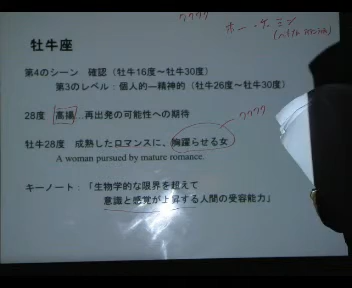 ワクワク
ホー・ゲ・ミン
牡牛座
第4のシーン 確認（牡牛16度～牡牛30度）
第3のレベル：個人的―精神的（牡牛26度～牡牛30度）
28度 高揚 再出発の可能性への期待
ワクワク
牡牛28度 成熟したロマンスに、胸躍らせる女
A woman pursued by mature romance.
キーノート：「生物学的な限界を超えて
意識と感覚が上昇する人間の受容能力」